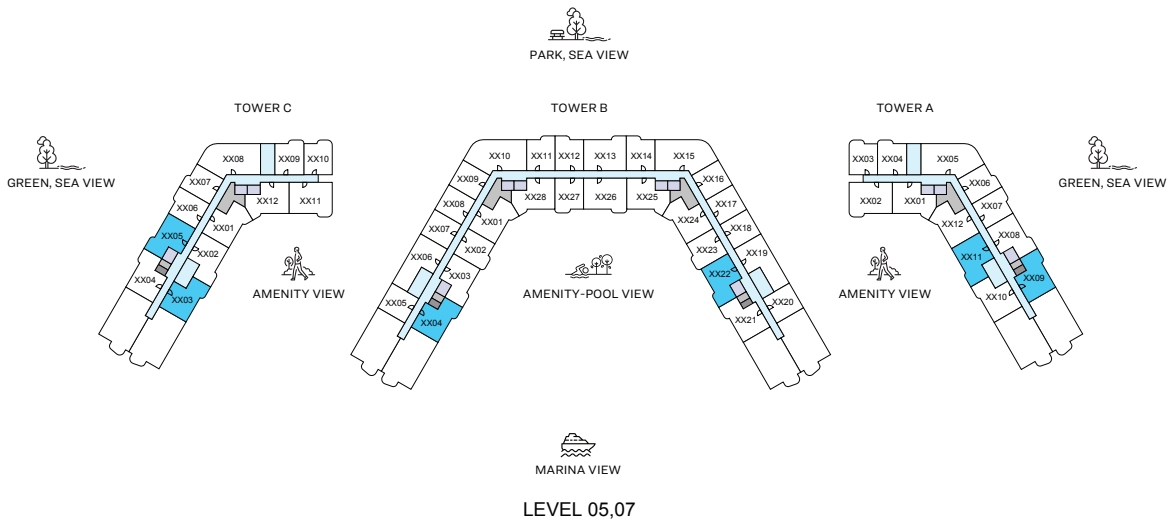 PARK, SEA VIEW
TOWER C
TOWER B
TOWER A
GREEN, SEA VIEW
GREEN, SEA VIEW
XX08
XX09
XX10
XX07
XX06
XX05
XX04
XX12
XX11
XX01
XX02
XX03
XX10
XX11
XX12
XX13
XX14
XX15
XX09
XX08
XX07
XX06
XX05
XX28
XX27
XX26
XX25
XX01
XX02
XX03
XX04
XX16
XX17
XX18
XX19
XX20
XX24
XX23
XX22
XX21
XX03
XX04
XX05
XX02
XX01
XX06
XX07
XX08
XX09
XX12
XX11
XX10
AMENITY VIEW
AMENITY-POOL VIEW
AMENITY VIEW
MARINA VIEW
LEVEL 05,07